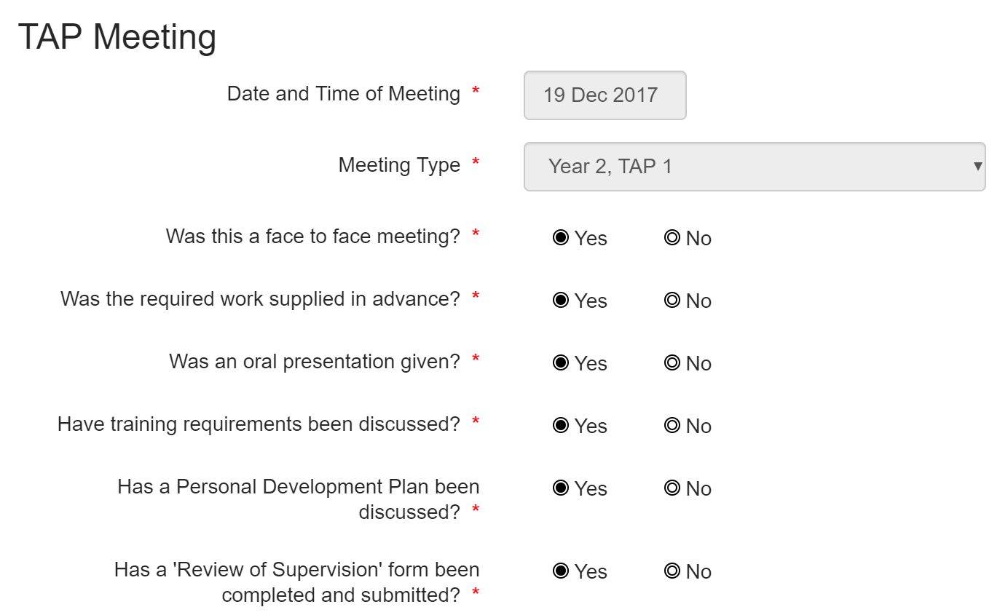 TAP Meeting
Date and Time of Meeting * 19 Dec 2017
Meeting Type * Year 2, TAP 1
Was this a face to face meeting? * Yes No
Was the required work supplied in advance? * Yes No
Was an oral presentation given? * Yes No
Have training requirements been discussed? * Yes No
Has a Personal Development Plan been Yes No
discussed? *
Has a 'Review of Supervision' form been Yes No
completed and submitted? *